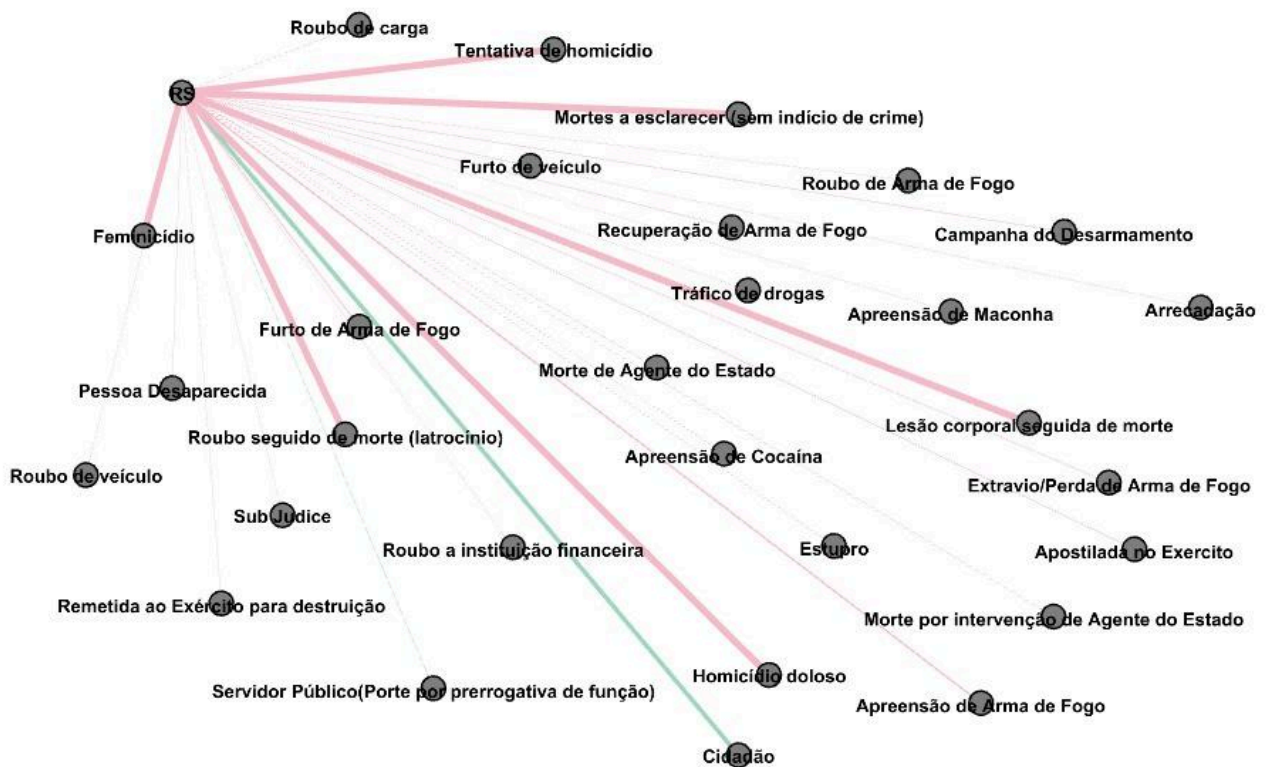 Roubo de carga
Tentativa de homicídio
RS
Mortes a esclarecer (sem indício de crime)
Furto de veículo
Roubo de Arma de Fogo
Recuperação de Arma de Fogo
Campanha do Desarmamento
Feminicídio
Tráfico de drogas
Apreensão de Maconha
Arrecadação
Furto de Arma de Fogo
Morte de Agente do Estado
Pessoa Desaparecida
Lesão corporal seguida de morte
Roubo seguido de morte (latrocínio)
Apreensão de Cocaína
Roubo de veículo
Extravio/Perda de Arma de Fogo
Sub Judice
Roubo a instituição financeira
Estupro
Apostilada no Exercito
Remetida ao Exército para destruição
Morte por intervenção de Agente do Estado
Homicídio doloso
Servidor Público(Porte por prerrogativa de função)
Apreensão de Arma de Fogo
Cidadão